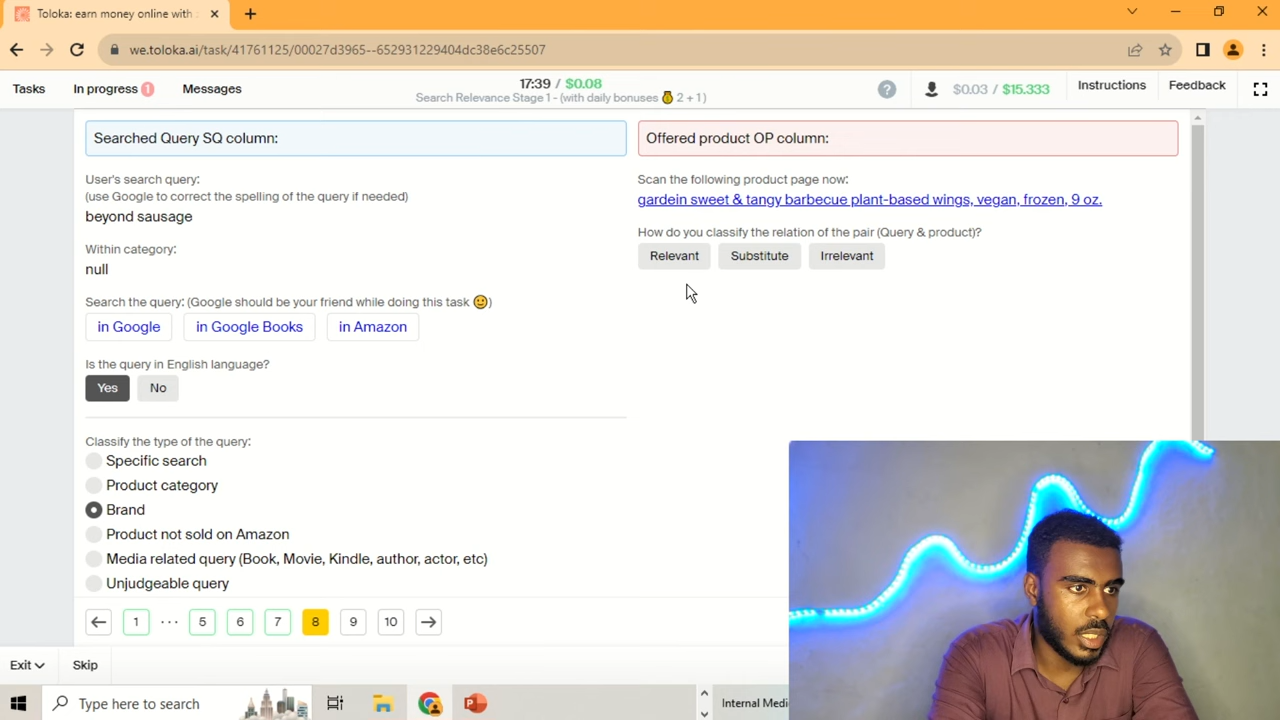 Toloka: earn money online with
we.toloka.ai/task/41761125/00027d3965--652931229404dc38e6c25507
Tasks
In progress 1
Messages
17:39 / $0.08
Search Relevance Stage 1 - (with daily bonuses 💰 2 + 1)
?
$0.03 / $15.333
Instructions
Feedback
Searched Query SQ column:
User's search query:
(use Google to correct the spelling of the query if needed)
beyond sausage
Within category:
null
Search the query: (Google should be your friend while doing this task 🙂)
in Google in Google Books in Amazon
Is the query in English language?
Yes No
Classify the type of the query:
Specific search
Product category
Brand
Product not sold on Amazon
Media related query (Book, Movie, Kindle, author, actor, etc)
Unjudgeable query
Offered product OP column:
Scan the following product page now:
gardein sweet & tangy barbecue plant-based wings, vegan, frozen, 9 oz.
How do you classify the relation of the pair (Query & product)?
Relevant Substitute Irrelevant
1 ... 5 6 7 8 9 10
Exit Skip
Type here to search
Internal Medi